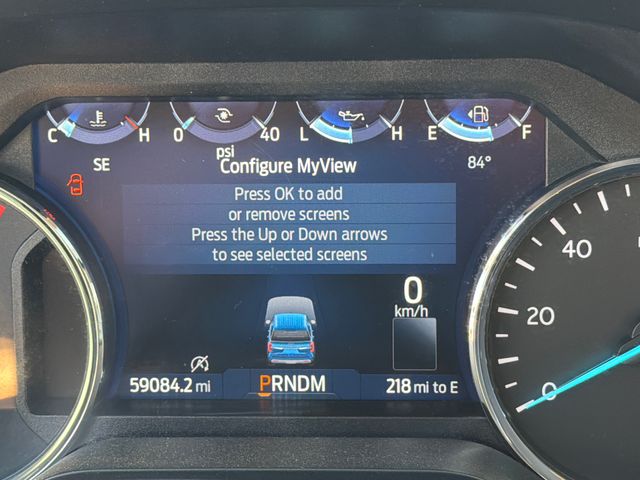 C H 0 40 L H E F
psi
SE Configure MyView 84°
Press OK to add
or remove screens
Press the Up or Down arrows
to see selected screens
0
km/h
59084.2 mi PRNDM 218 mi to E
40
20
0